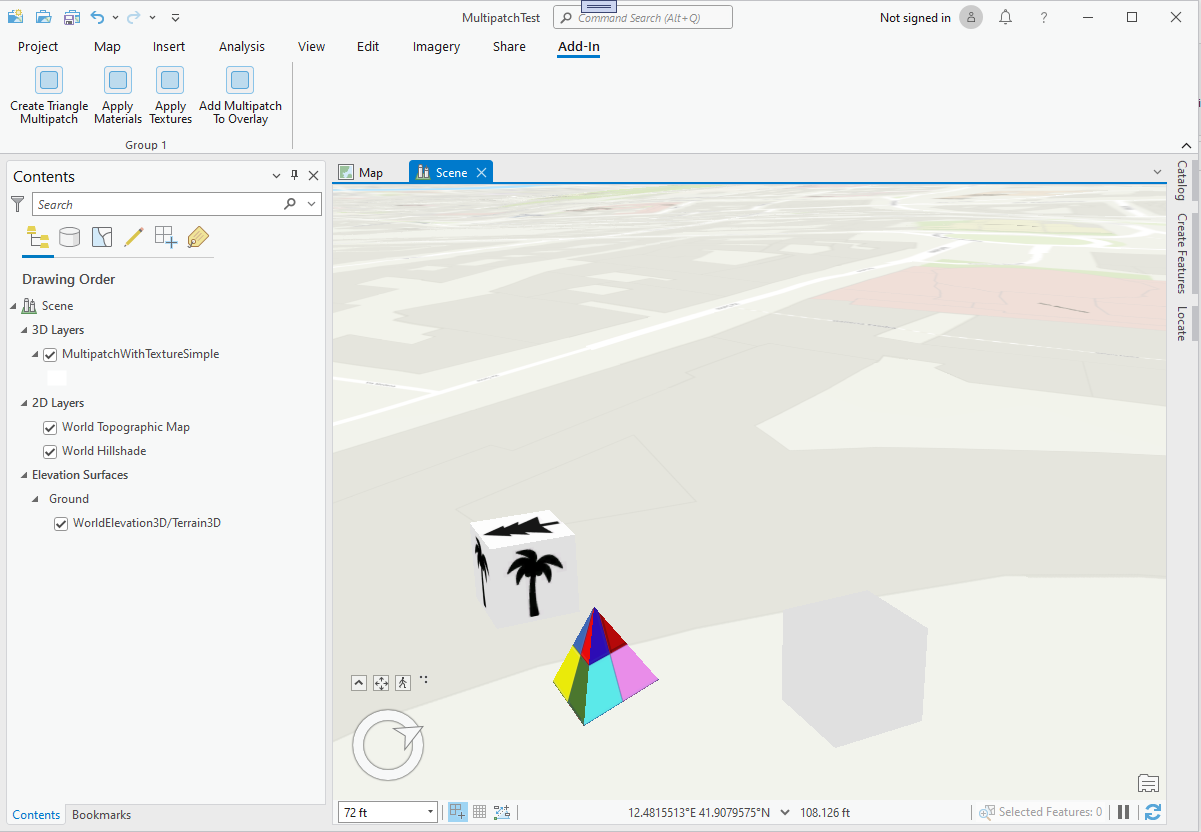 MultipatchTest
Command Search (Alt+Q)
Not signed in
?
Project
Map
Insert
Analysis
View
Edit
Imagery
Share
Add-In
Create Triangle
Multipatch
Apply
Materials
Apply
Textures
Add Multipatch
To Overlay
Group 1
Contents
Search
Drawing Order
Scene
3D Layers
MultipatchWithTextureSimple
2D Layers
World Topographic Map
World Hillshade
Elevation Surfaces
Ground
WorldElevation3D/Terrain3D
Contents
Bookmarks
Map
Scene
Catalog
Create Features
Locate
72 ft
12.4815513°E 41.9079575°N
108.126 ft
Selected Features: 0